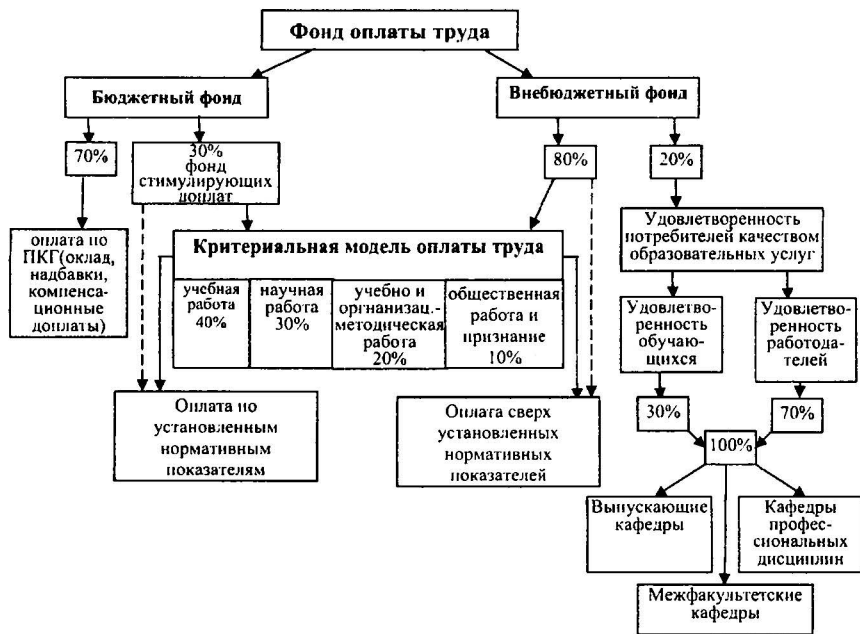 Фонд оплаты труда
Бюджетный фонд
Внебюджетный фонд
70%
30%
фонд
стимулирующих
доплат
80%
20%
оплата по
ПКГ(оклад,
надбавки,
компенса-
ционные
доплаты)
Критериальная модель оплаты труда
учебная
работа
40%
научная
работа
30%
учебно и
оргнанизац.-
методическая
работа
20%
общественная
работа и
признание
10%
Удовлетворенность
потребителей качеством
образовательных услуг
Удовлетво-
ренность
обучаю-
щихся
Удовлетво-
ренность
работода-
телей
30%
70%
100%
Оплата по
установленным
нормативным
показателям
Оплата сверх
установленных
нормативных
показателей
Выпускающие
кафедры
Кафедры
профес-
сиональных
дисциплин
Межфакультетские
кафедры